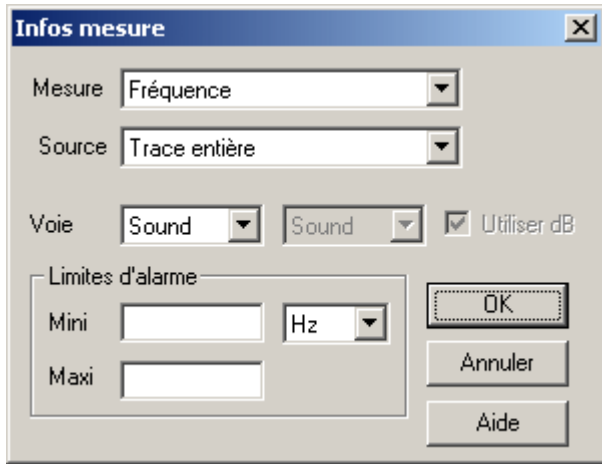 Infos mesure
Mesure Fréquence
Source Trace entière
Voie Sound Sound Utiliser dB
Limites d'alarme
Mini Hz
Maxi
OK
Annuler
Aide